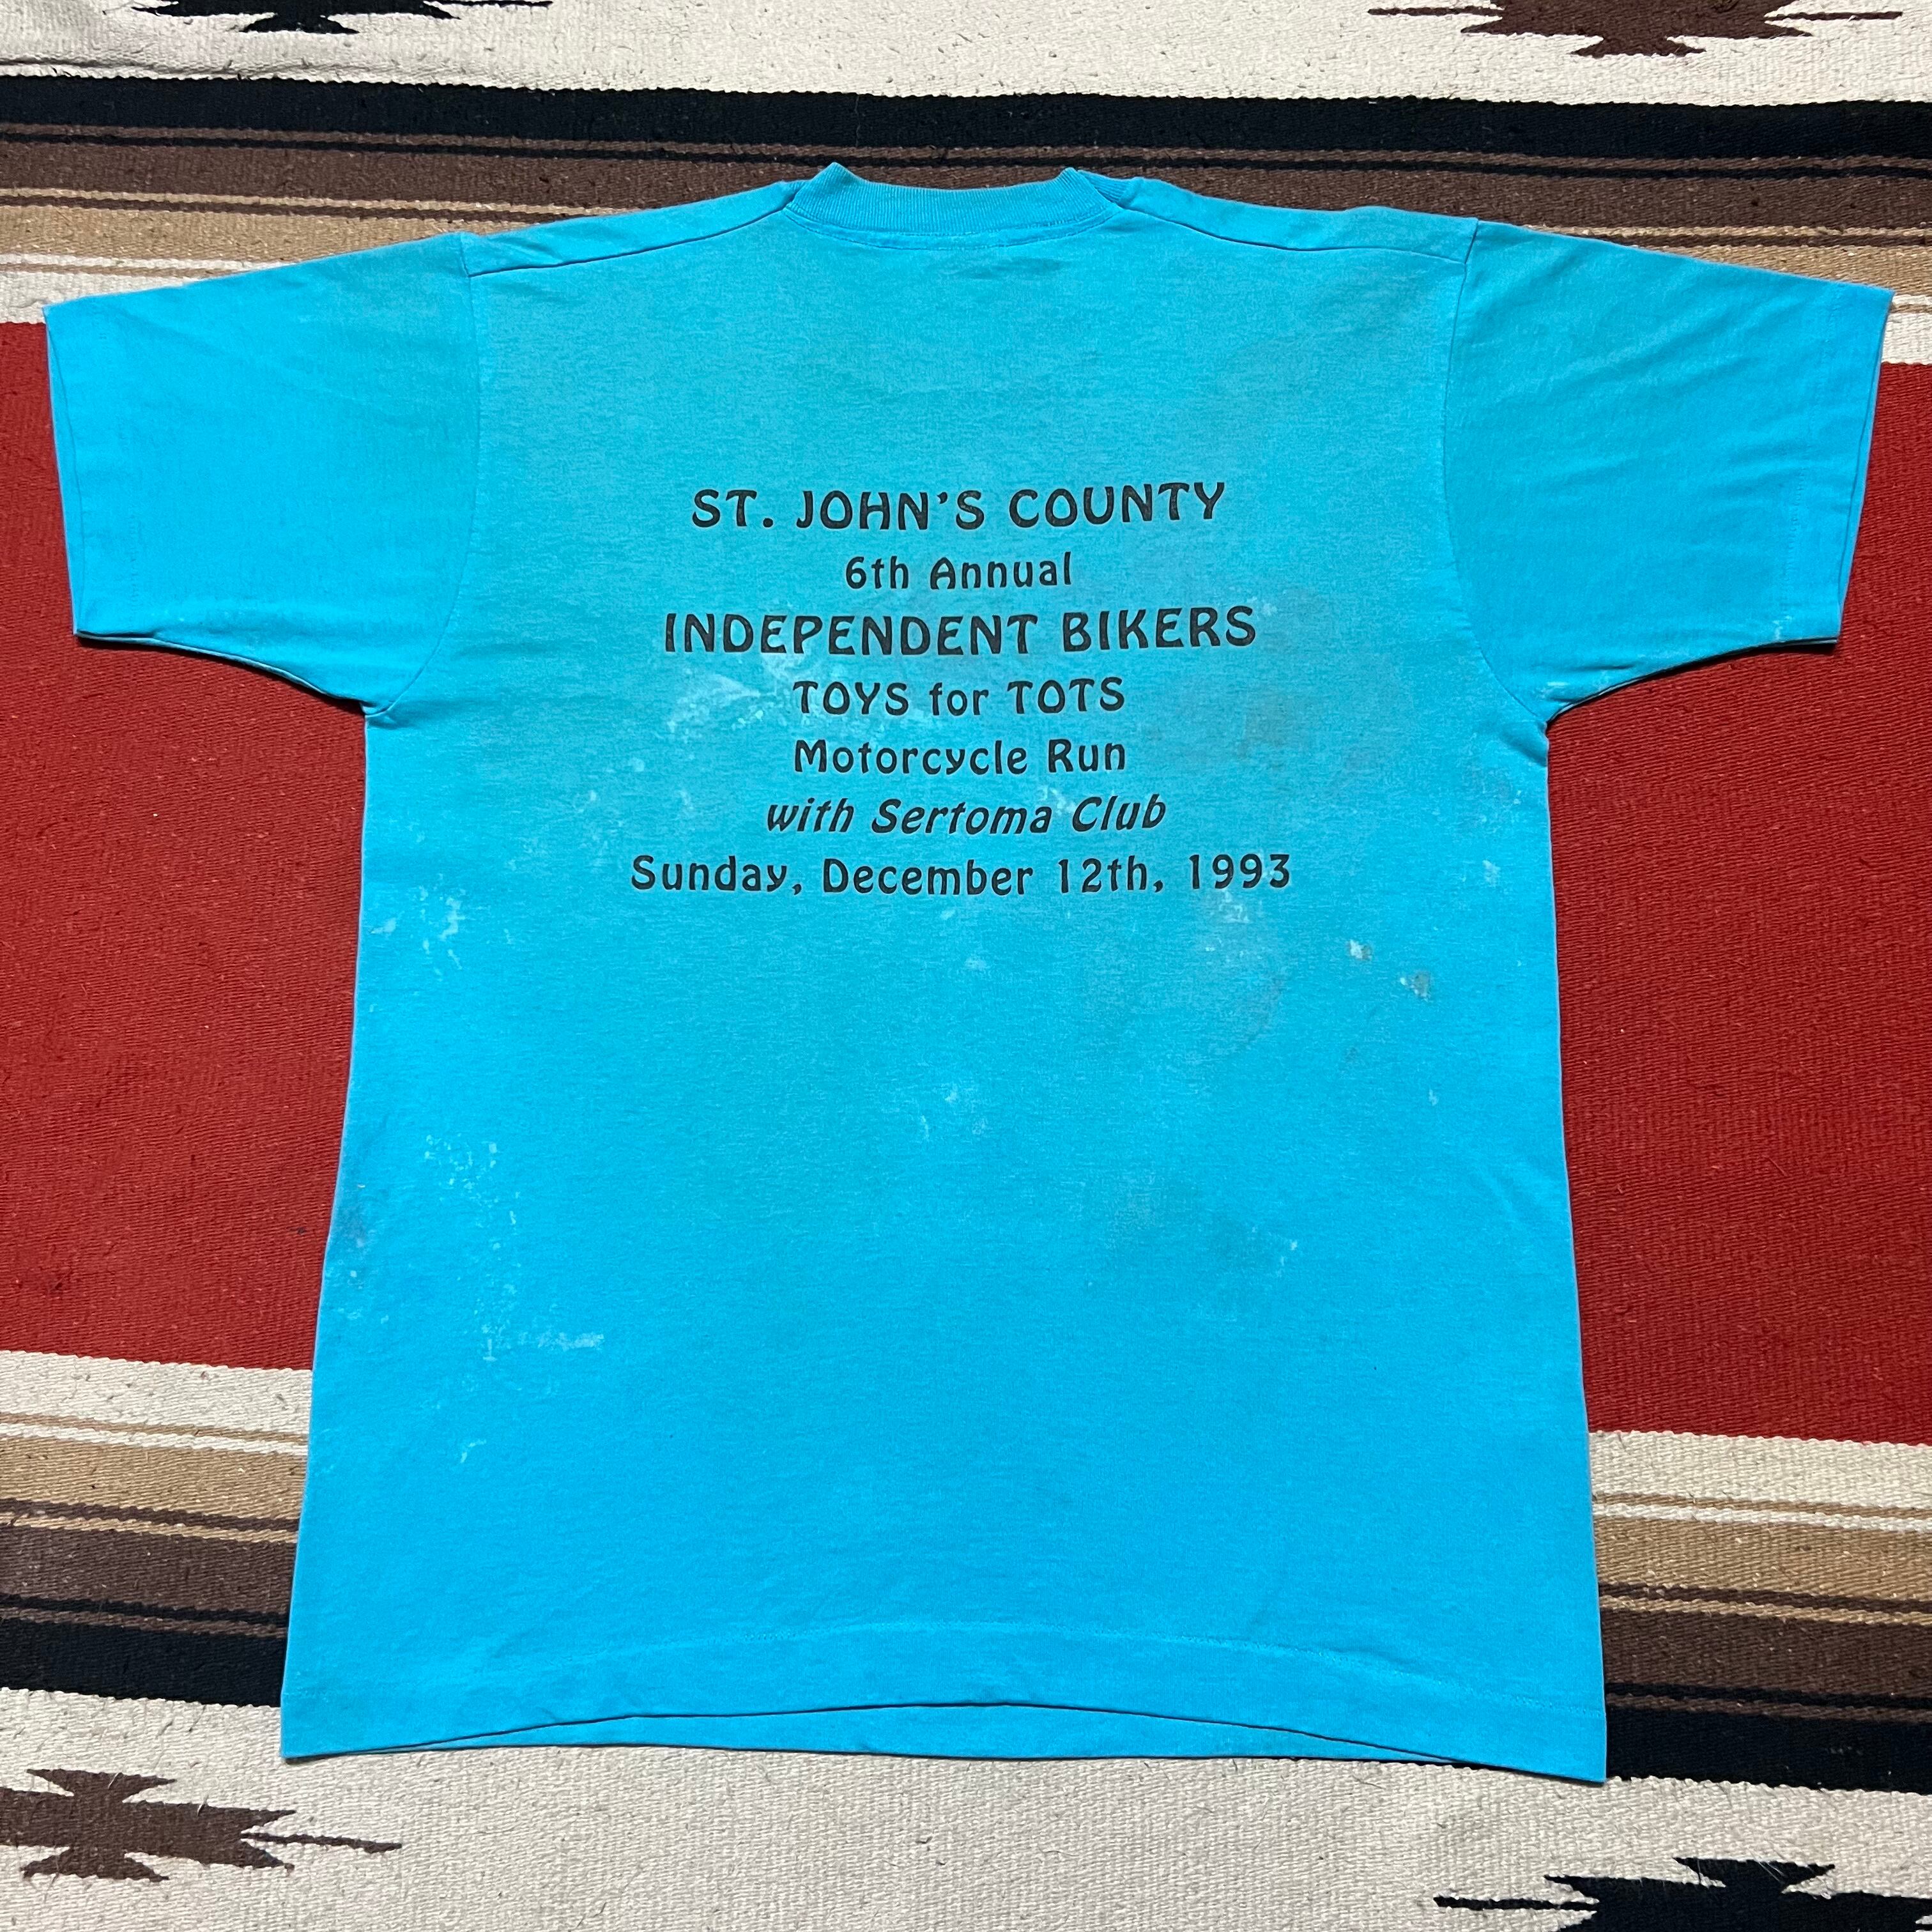 ST. JOHN'S COUNTY
6th Annual
INDEPENDENT BIKERS
TOYS for TOTS
Motorcycle Run
with Sertoma Club
Sunday, December 12th, 1993